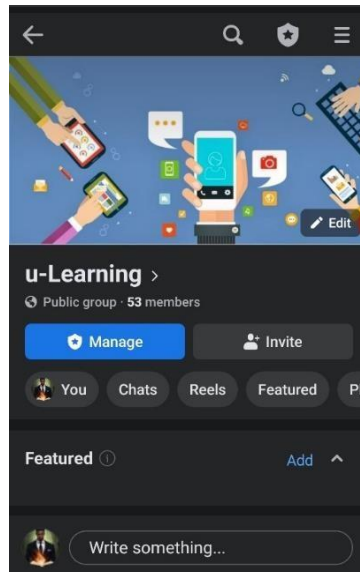 Edit
u-Learning >
Public group · 53 members
Manage
Invite
You Chats Reels Featured
Featured
Add
Write something...